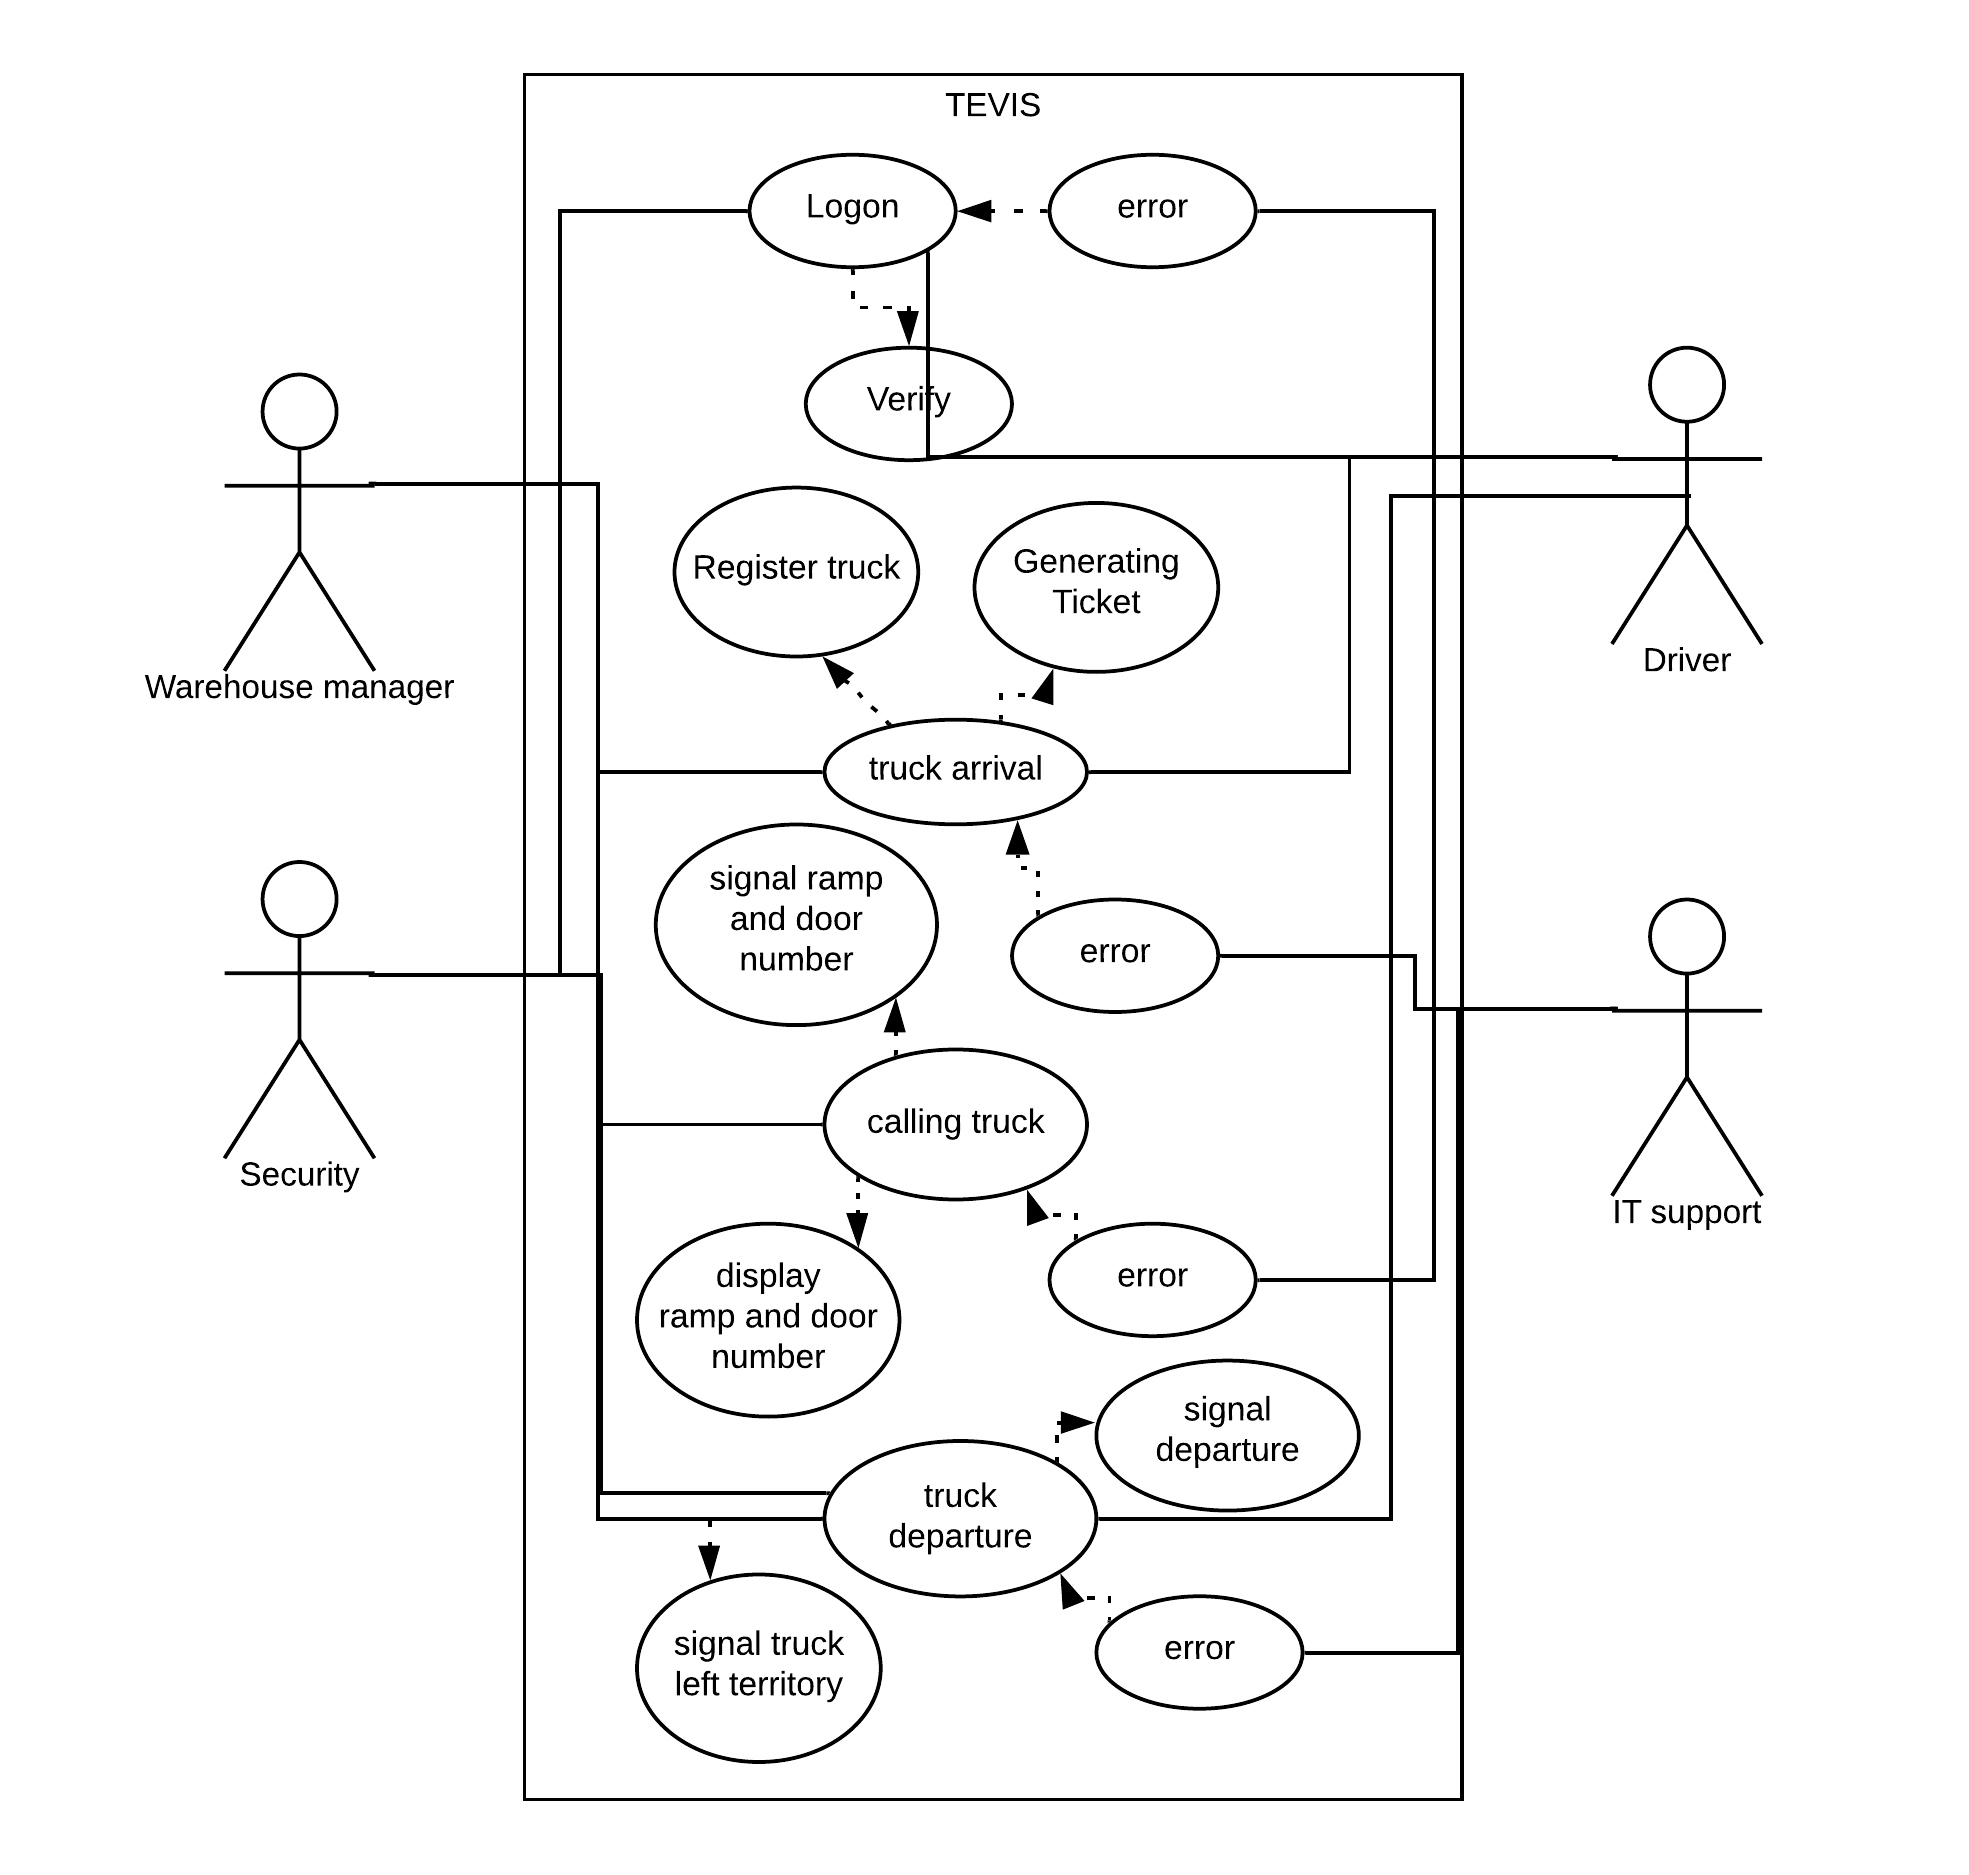 TEVIS
Logon
error
Verify
Register truck
Generating
Ticket
Driver
Warehouse manager
truck arrival
signal ramp
and door
number
error
calling truck
Security
IT support
display
ramp and door
number
error
signal
departure
truck
departure
signal truck
left territory
error